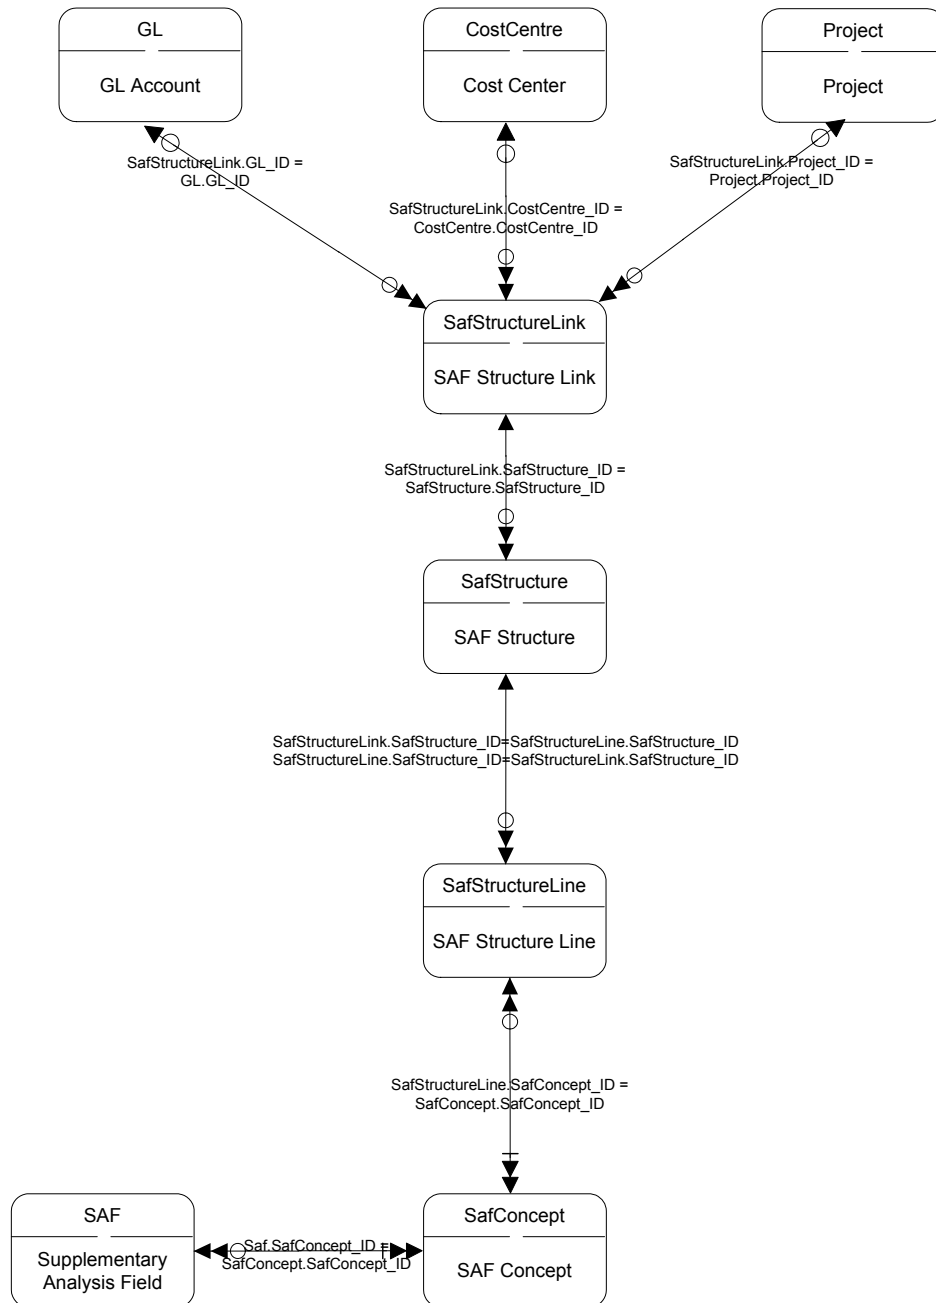 GL
GL Account
CostCentre
Cost Center
Project
Project
SafStructureLink.GL_ID =
GL.GL_ID
SafStructureLink.CostCentre_ID =
CostCentre.CostCentre_ID
SafStructureLink.Project_ID =
Project.Project_ID
SafStructureLink
SAF Structure Link
SafStructureLink.SafStructure_ID =
SafStructure.SafStructure_ID
SafStructure
SAF Structure
SafStructureLink.SafStructure_ID=SafStructureLine.SafStructure_ID
SafStructureLine.SafStructure_ID=SafStructureLink.SafStructure_ID
SafStructureLine
SAF Structure Line
SafStructureLine.SafConcept_ID =
SafConcept.SafConcept_ID
SAF
Supplementary
Analysis Field
Saf.SafConcept_ID =
SafConcept.SafConcept_ID
SafConcept
SAF Concept